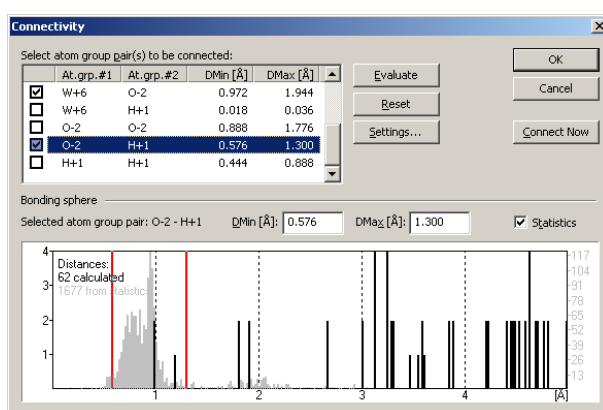 Connectivity
Select atom group pair(s) to be connected:
At.grp.#1 At.grp.#2 DMin [Å] DMax [Å]
W+6 O-2 0.972 1.944
W+6 H+1 0.018 0.036
O-2 O-2 0.888 1.776
O-2 H+1 0.576 1.300
H+1 H+1 0.444 0.888
Evaluate
Reset
Settings...
OK
Cancel
Connect Now
Bonding sphere
Selected atom group pair: O-2 - H+1 DMin [Å]: 0.576 DMax [Å]: 1.300 Statistics
Distances:
62 calculated
1677 from statistics
4
3
2
1
1 2 3 4 [Å]
117
104
91
78
65
52
39
26
13